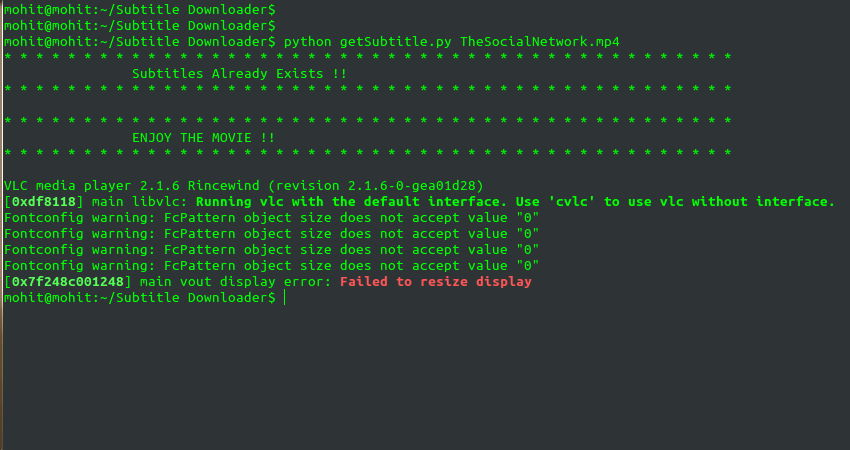 mohit@mohit:~/Subtitle Downloader$
mohit@mohit:~/Subtitle Downloader$
mohit@mohit:~/Subtitle Downloader$ python getSubtitle.py TheSocialNetwork.mp4
* * * * * * * * * * * * * * * * * * * * * * * * * * * * * * * * * * * * * * * * * * * * * *
Subtitles Already Exists !!
* * * * * * * * * * * * * * * * * * * * * * * * * * * * * * * * * * * * * * * * * * * * * *
* * * * * * * * * * * * * * * * * * * * * * * * * * * * * * * * * * * * * * * * * * * * * *
ENJOY THE MOVIE !!
* * * * * * * * * * * * * * * * * * * * * * * * * * * * * * * * * * * * * * * * * * * * * *
VLC media player 2.1.6 Rincewind (revision 2.1.6-0-gea01d28)
[0xdf8118] main libvlc: Running vlc with the default interface. Use 'cvlc' to use vlc without interface.
Fontconfig warning: FcPattern object size does not accept value "0"
Fontconfig warning: FcPattern object size does not accept value "0"
Fontconfig warning: FcPattern object size does not accept value "0"
Fontconfig warning: FcPattern object size does not accept value "0"
[0x7f248c001248] main vout display error: Failed to resize display
mohit@mohit:~/Subtitle Downloader$